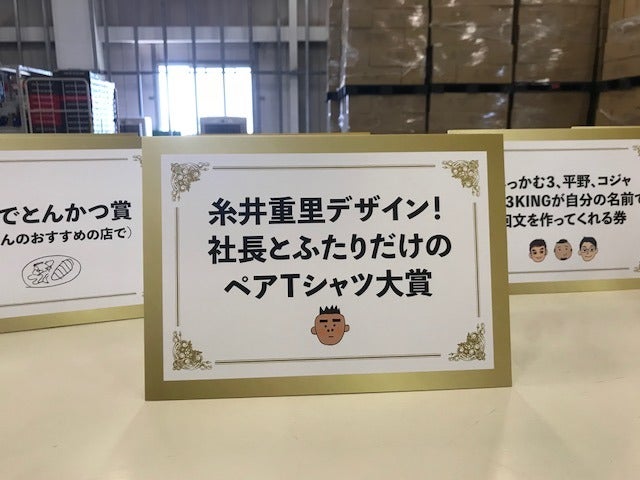 でとんかつ賞
んのおすすめの店で）
糸井重里デザイン！
社長とふたりだけの
ペアTシャツ大賞
っかむ3、平野、コジャ
3KINGが自分の名前で
回文を作ってくれる券